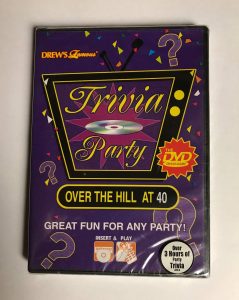 DREW'S Famous
Trivia
Party
DVD
OVER THE HILL AT 40
GREAT FUN FOR ANY PARTY!
INSERT & PLAY
Over
3 Hours of
Party
Trivia